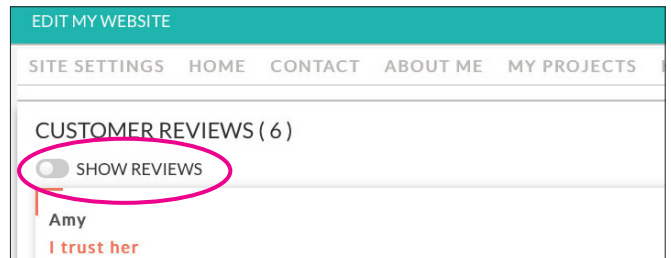 EDIT MY WEBSITE
SITE SETTINGS HOME CONTACT ABOUT ME MY PROJECTS
CUSTOMER REVIEWS ( 6 )
SHOW REVIEWS
Amy
I trust her